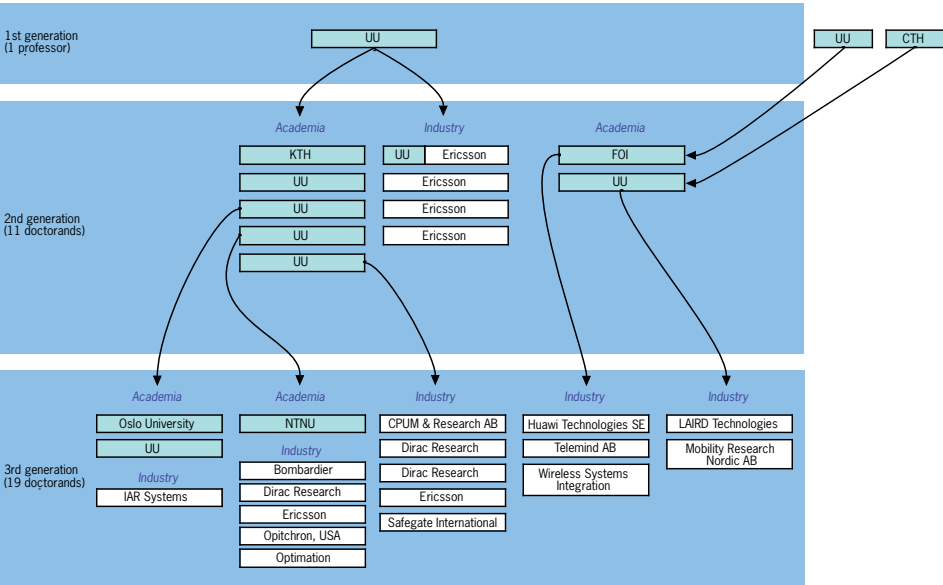 1st generation
(1 professor)
UU
UU
CTH
Academia
Industry
Academia
KTH
UU
Ericsson
FOI
UU
Ericsson
UU
UU
Ericsson
2nd generation
(11 doctorands)
UU
Ericsson
UU
Academia
Academia
Industry
Industry
Industry
Oslo University
NTNU
CPUM & Research AB
Huawi Technologies SE
LAIRD Technologies
UU
Industry
Dirac Research
Telemind AB
Mobility Research
Nordic AB
3rd generation
(19 doctorands)
Industry
Bombardier
Dirac Research
Wireless Systems
Integration
IAR Systems
Dirac Research
Ericsson
Ericsson
Safegate International
Opitchron, USA
Optimation